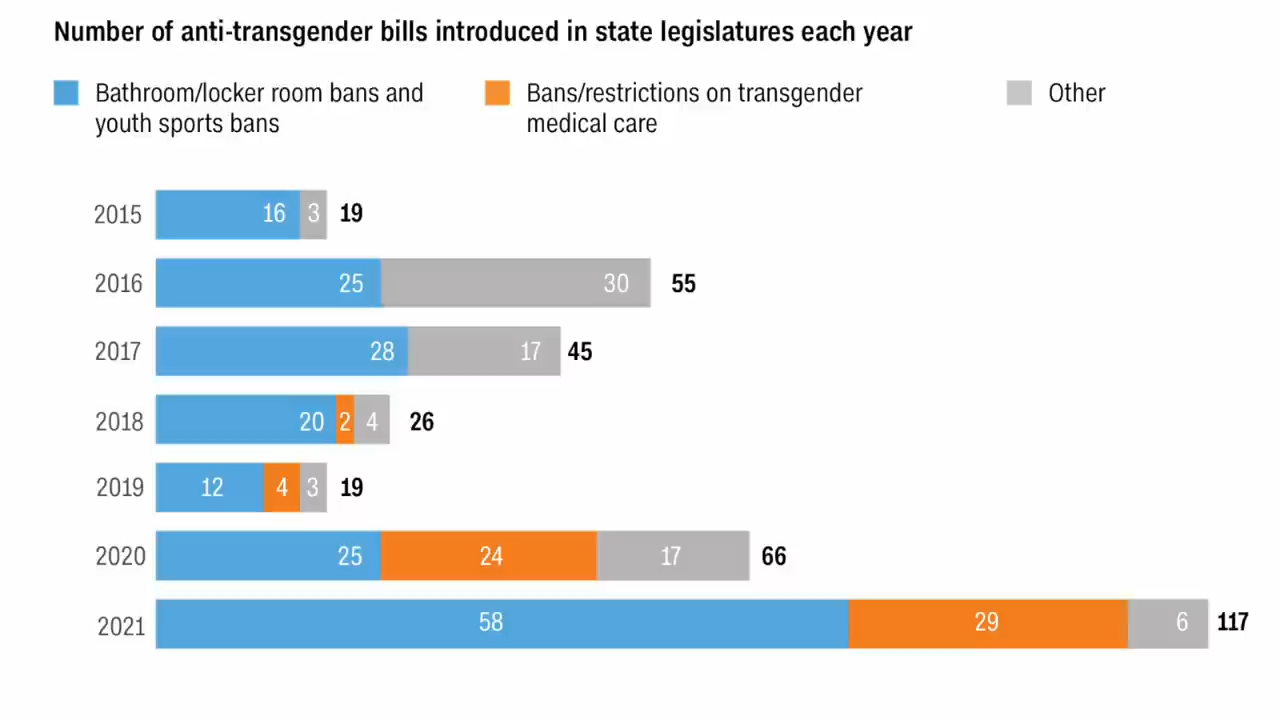 Number of anti-transgender bills introduced in state legislatures each year
Bathroom/locker room bans and
youth sports bans
Bans/restrictions on transgender
medical care
Other
2015 16 3 19
2016 25 30 55
2017 28 17 45
2018 20 2 4 26
2019 12 4 3 19
2020 25 24 17 66
2021 58 29 6 117